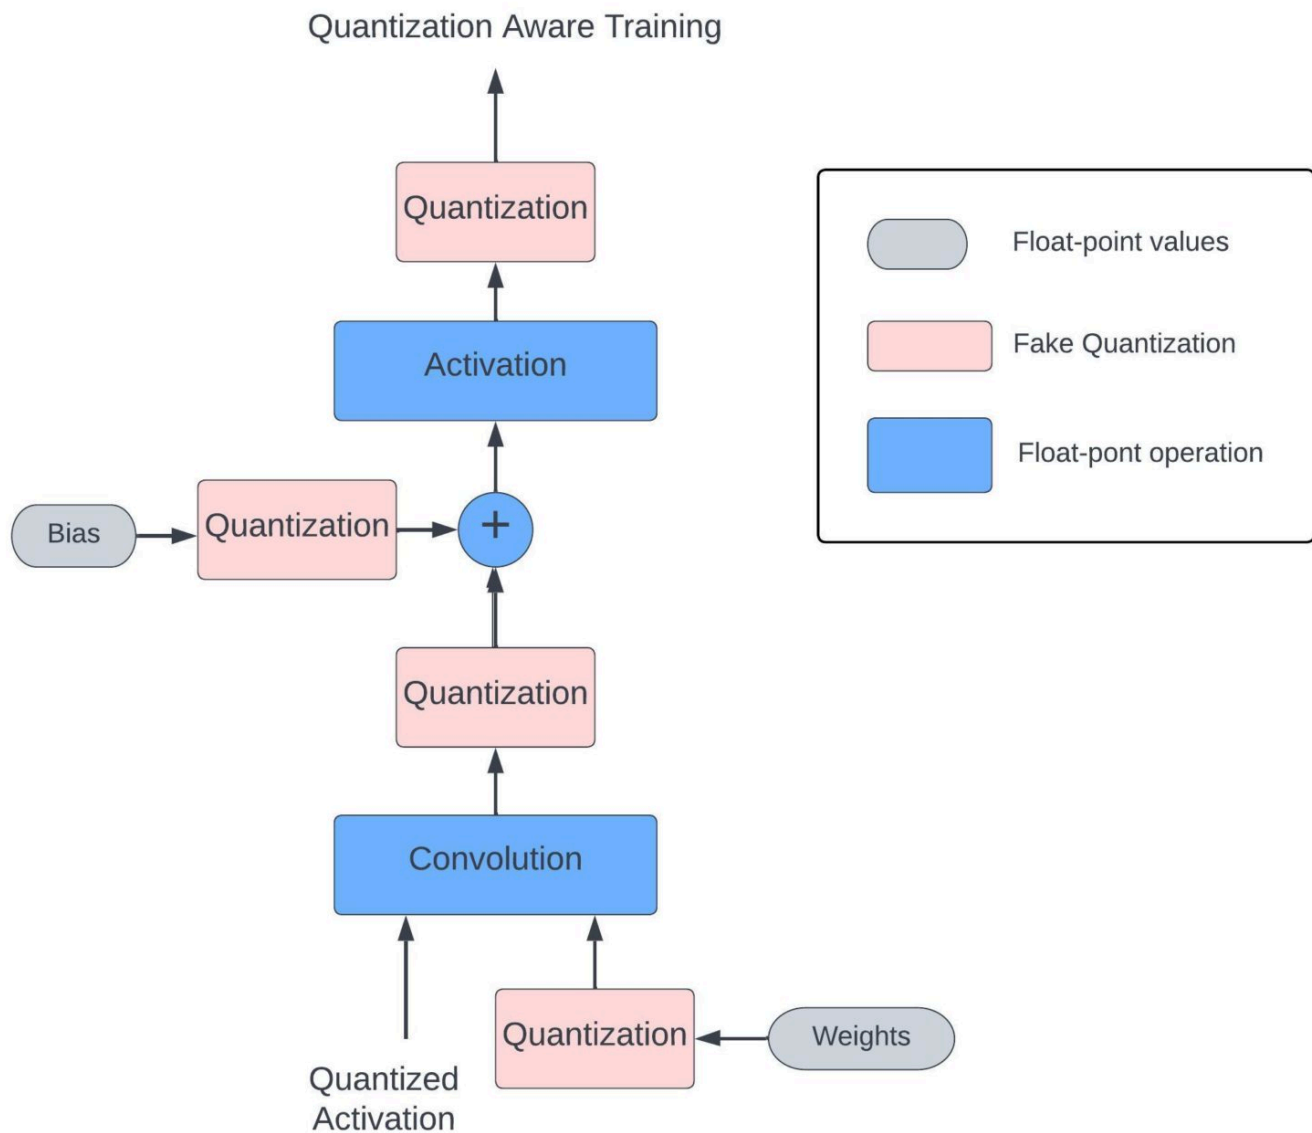 Quantization Aware Training
Quantization
Activation
Bias
Quantization
+
Quantization
Convolution
Quantization
Weights
Quantized
Activation
Float-point values
Fake Quantization
Float-pont operation